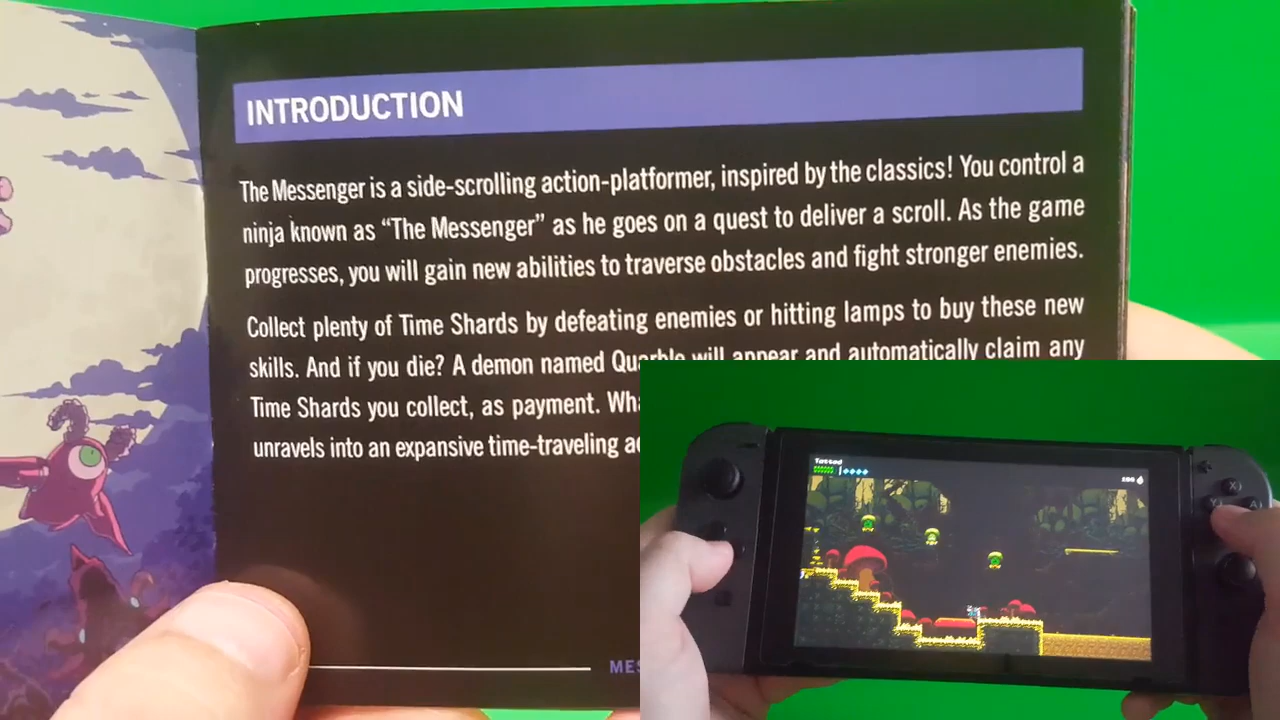 INTRODUCTION
The Messenger is a side-scrolling action-platformer, inspired by the classics! You control a
ninja known as “The Messenger” as he goes on a quest to deliver a scroll. As the game
progresses, you will gain new abilities to traverse obstacles and fight stronger enemies.
Collect plenty of Time Shards by defeating enemies or hitting lamps to buy these new
skills. And if you die? A demon named Quarble will appear and automatically claim any
Time Shards you collect, as payment.
unravels into an expansive time-traveling
X
A